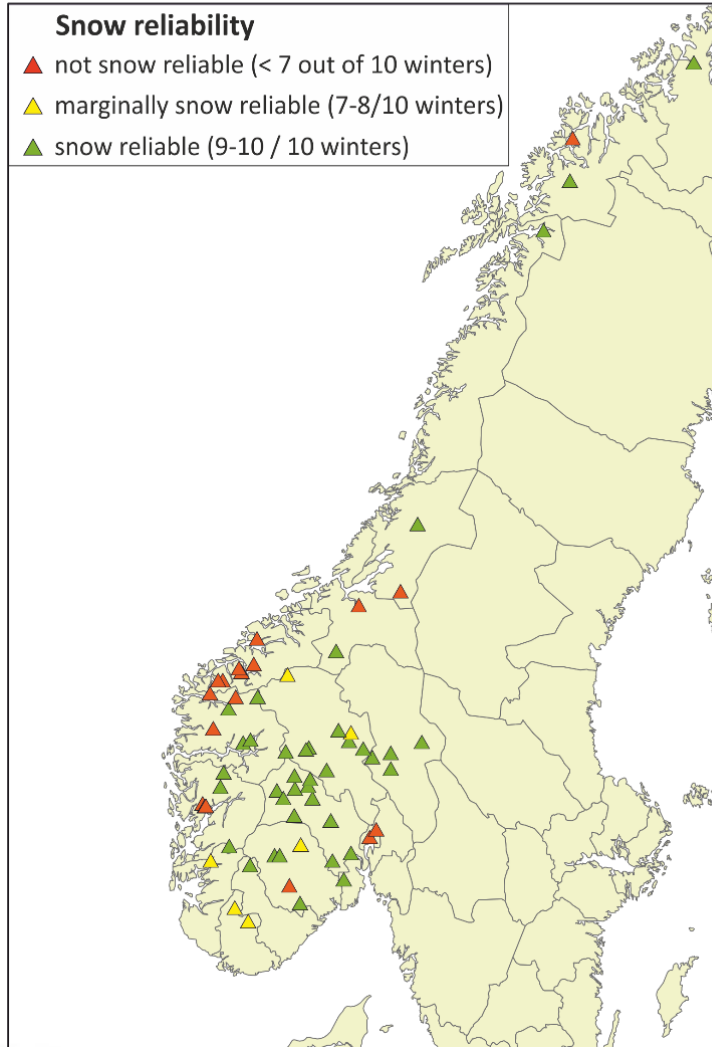 Snow reliability
not snow reliable (< 7 out of 10 winters)
marginally snow reliable (7-8/10 winters)
snow reliable (9-10 / 10 winters)